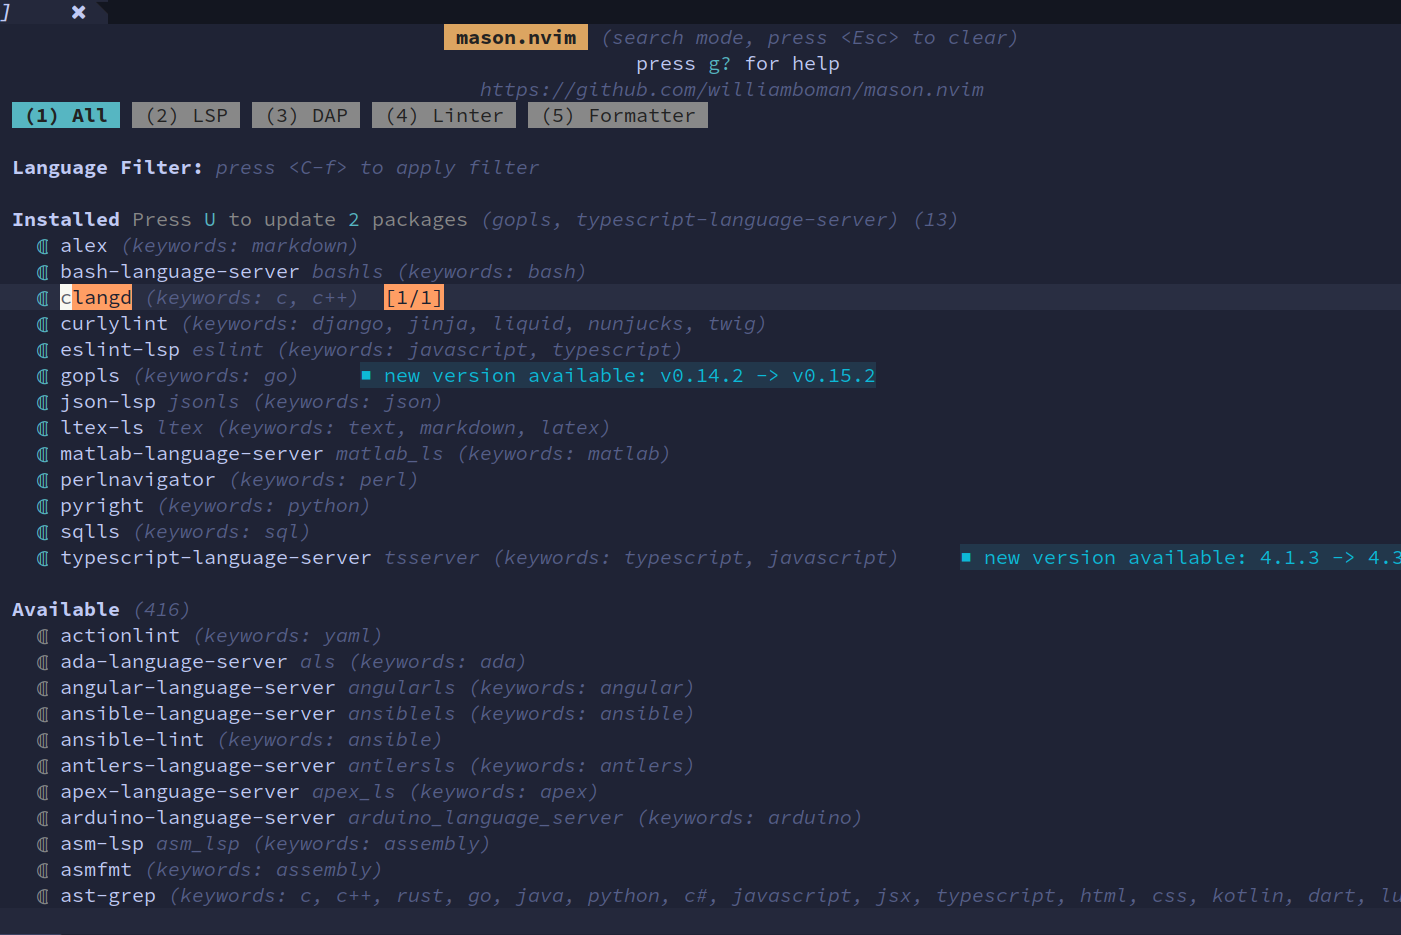 ]
mason.nvim (search mode, press <Esc> to clear)
press g? for help
https://github.com/williamboman/mason.nvim
(1) All (2) LSP (3) DAP (4) Linter (5) Formatter
Language Filter: press <C-f> to apply filter
Installed Press U to update 2 packages (gopls, typescript-language-server) (13)
alex (keywords: markdown)
bash-language-server bashls (keywords: bash)
clangd (keywords: c, c++) [1/1]
curlylint (keywords: django, jinja, liquid, nunjucks, twig)
eslint-lsp eslint (keywords: javascript, typescript)
gopls (keywords: go) ■ new version available: v0.14.2 -> v0.15.2
json-lsp jsonls (keywords: json)
ltex-ls ltex (keywords: text, markdown, latex)
matlab-language-server matlab_ls (keywords: matlab)
perlnavigator (keywords: perl)
pyright (keywords: python)
sqlls (keywords: sql)
typescript-language-server tsserver (keywords: typescript, javascript) ■ new version available: 4.1.3 -> 4.3
Available (416)
actionlint (keywords: yaml)
ada-language-server als (keywords: ada)
angular-language-server angularls (keywords: angular)
ansible-language-server ansiblels (keywords: ansible)
ansible-lint (keywords: ansible)
antlers-language-server antlersls (keywords: antlers)
apex-language-server apex_ls (keywords: apex)
arduino-language-server arduino_language_server (keywords: arduino)
asm-lsp asm_lsp (keywords: assembly)
asmfmt (keywords: assembly)
ast-grep (keywords: c, c++, rust, go, java, python, c#, javascript, jsx, typescript, html, css, kotlin, dart, lu